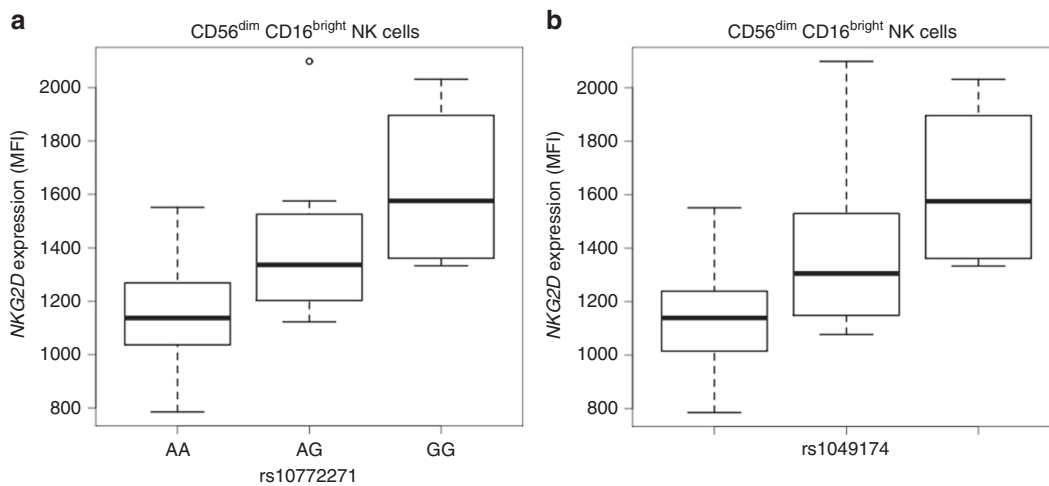 a
CD56dim CD16bright NK cells
NKG2D expression (MFI)
2000
1800
1600
1400
1200
1000
800
AA AG GG
rs10772271
b
CD56dim CD16bright NK cells
NKG2D expression (MFI)
2000
1800
1600
1400
1200
1000
800
rs1049174